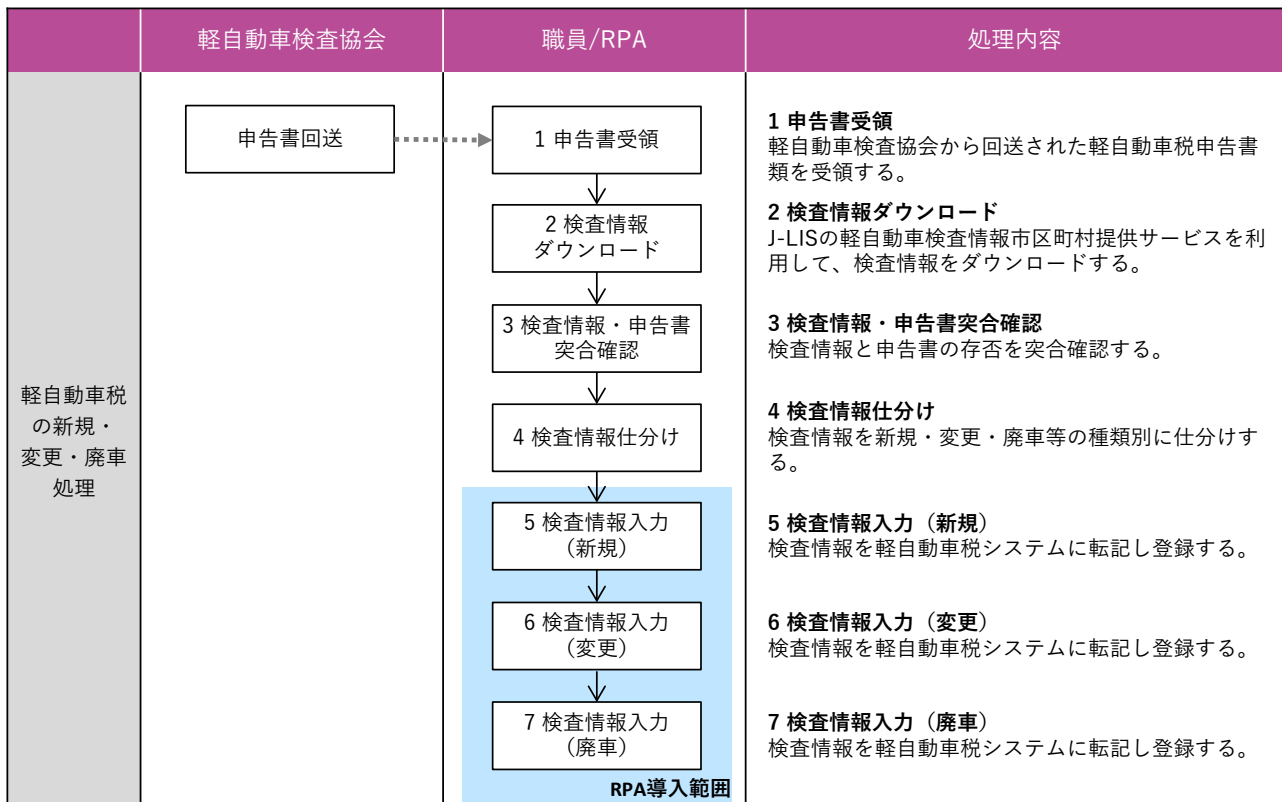 軽自動車検査協会
職員/RPA
処理内容
軽自動車税
の新規・
変更・廃車
処理
申告書回送
1 申告書受領
2 検査情報
ダウンロード
3 検査情報・申告書
突合確認
4 検査情報仕分け
5 検査情報入力
（新規）
6 検査情報入力
（変更）
7 検査情報入力
（廃車）
RPA導入範囲
1 申告書受領
軽自動車検査協会から回送された軽自動車税申告書
類を受領する。
2 検査情報ダウンロード
J-LISの軽自動車検査情報市区町村提供サービスを利
用して、検査情報をダウンロードする。
3 検査情報・申告書突合確認
検査情報と申告書の存否を突合確認する。
4 検査情報仕分け
検査情報を新規・変更・廃車等の種類別に仕分けす
る。
5 検査情報入力（新規）
検査情報を軽自動車税システムに転記し登録する。
6 検査情報入力（変更）
検査情報を軽自動車税システムに転記し登録する。
7 検査情報入力（廃車）
検査情報を軽自動車税システムに転記し登録する。